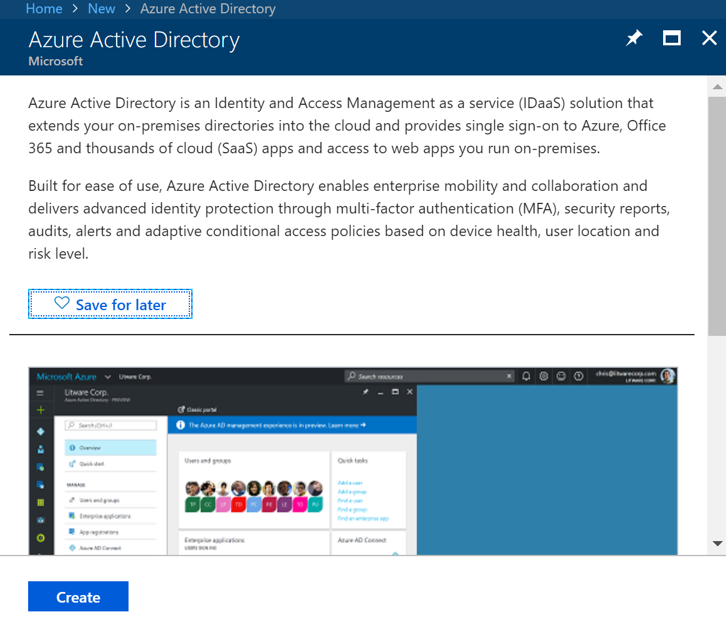 Home > New > Azure Active Directory
Azure Active Directory
Microsoft
Azure Active Directory is an Identity and Access Management as a service (IDaaS) solution that
extends your on-premises directories into the cloud and provides single sign-on to Azure, Office
365 and thousands of cloud (SaaS) apps and access to web apps you run on-premises.
Built for ease of use, Azure Active Directory enables enterprise mobility and collaboration and
delivers advanced identity protection through multi-factor authentication (MFA), security reports,
audits, alerts and adaptive conditional access policies based on device health, user location and
risk level.
Save for later
Microsoft Azure Litware Corp.
Search resources
chris@litwarecorp.com
LITWARE CORP.
Litware Corp.
Azure Active Directory - PREVIEW
Classic portal
Search (Ctrl+/)
The Azure AD management experience is in preview. Learn more
Overview
Quick start
MANAGE
Users and groups
Enterprise applications
App registrations
Azure AD Connect
Users and groups
Quick tasks
Add a user
Add a group
Find a user
Find a group
Find an enterprise app
Enterprise applications
USERS SIGN INS
Azure AD Connect
Create